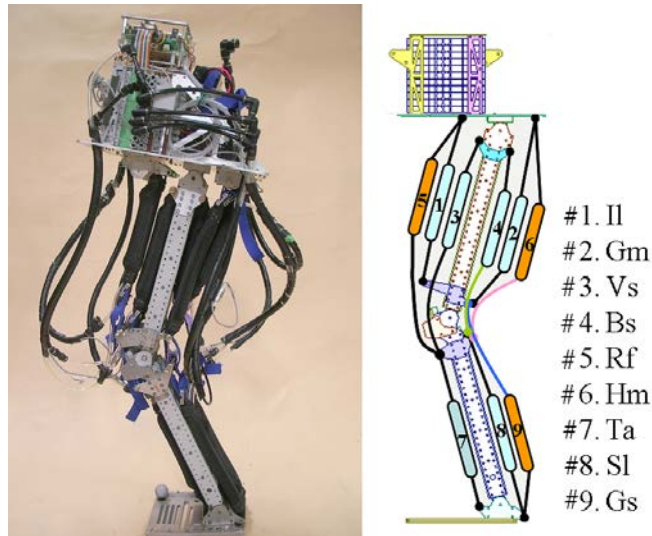 5
1
3
4
2
6
7
8
9
#1. Il
#2. Gm
#3. Vs
#4. Bs
#5. Rf
#6. Hm
#7. Ta
#8. Sl
#9. Gs